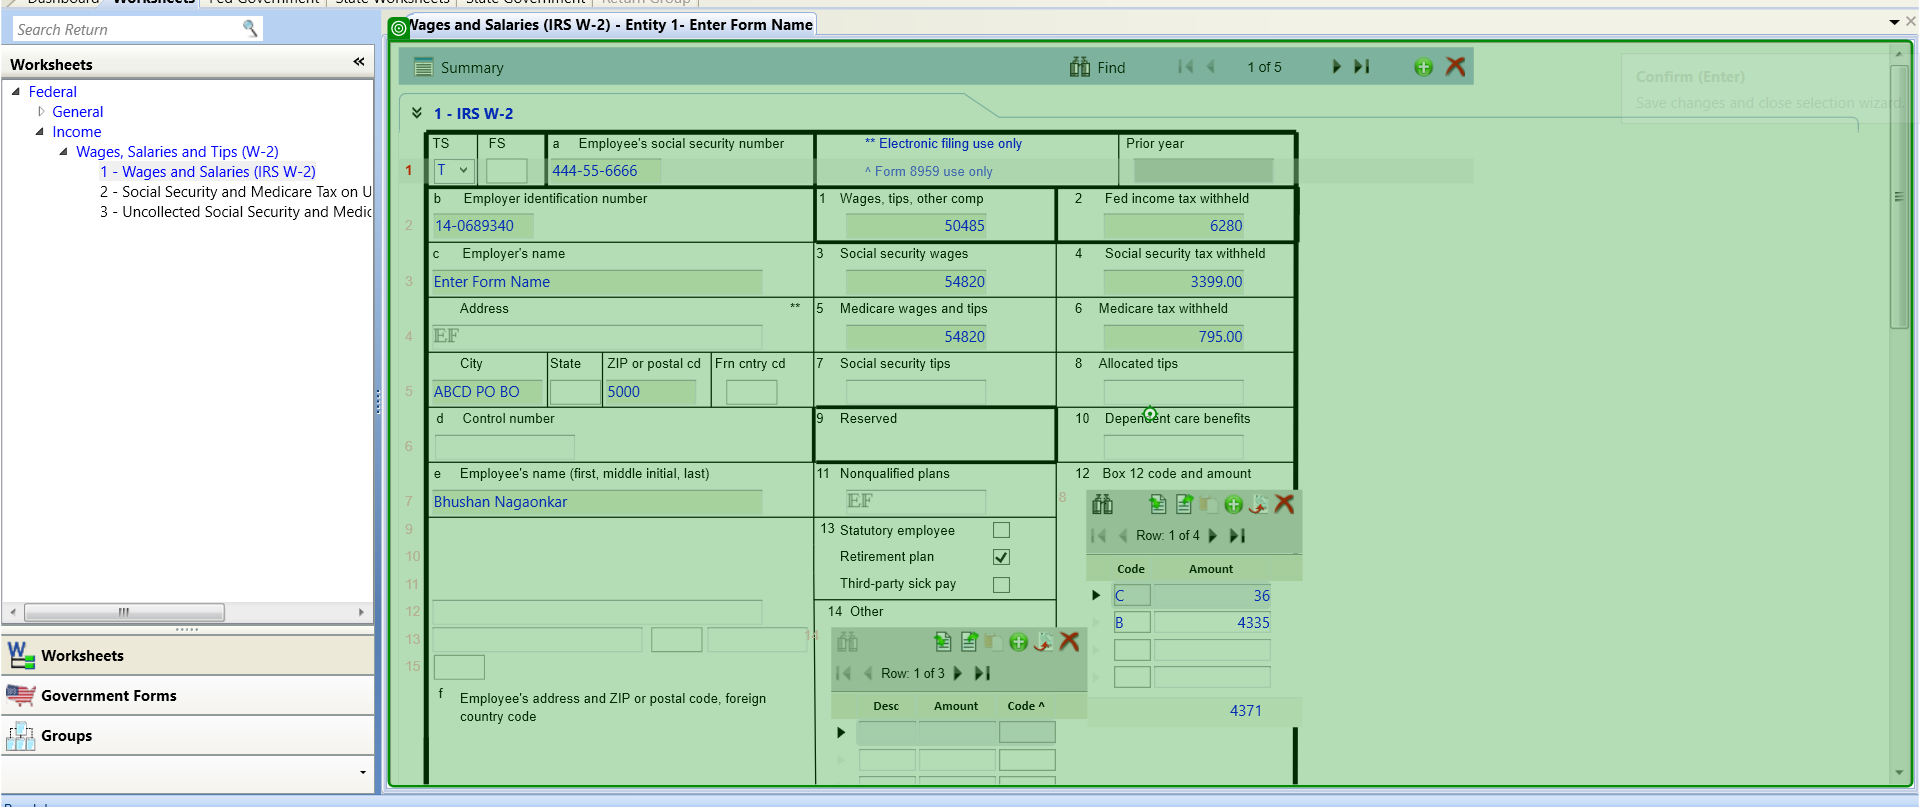 Dashboard Worksheets Fed Government State Worksheets State Government Return Group
Search Return
Wages and Salaries (IRS W-2) - Entity 1- Enter Form Name
Worksheets
Federal
General
Income
Wages, Salaries and Tips (W-2)
1 - Wages and Salaries (IRS W-2)
2 - Social Security and Medicare Tax on U
3 - Uncollected Social Security and Medic
Worksheets
Government Forms
Groups
Summary
Find
1 of 5
Confirm (Enter)
Save changes and close selection wizard.
1 - IRS W-2
TS FS a Employee's social security number ** Electronic filing use only Prior year
1 T 444-55-6666 ^ Form 8959 use only
b Employer identification number 1 Wages, tips, other comp 2 Fed income tax withheld
2 14-0689340 50485 6280
c Employer's name 3 Social security wages 4 Social security tax withheld
3 Enter Form Name 54820 3399.00
Address ** 5 Medicare wages and tips 6 Medicare tax withheld
4 EF 54820 795.00
City State ZIP or postal cd Frn cntry cd 7 Social security tips 8 Allocated tips
5 ABCD PO BO 5000
d Control number 9 Reserved 10 Dependent care benefits
6
e Employee's name (first, middle initial, last) 11 Nonqualified plans 12 Box 12 code and amount
7 Bhushan Nagaonkar EF 8
9 13 Statutory employee Row: 1 of 4
10 Retirement plan
Code Amount
11 Third-party sick pay
C 36
12 14 Other
B 4335
13 14
15 Row: 1 of 3
f Employee's address and ZIP or postal code, foreign
country code
Desc Amount Code ^
4371